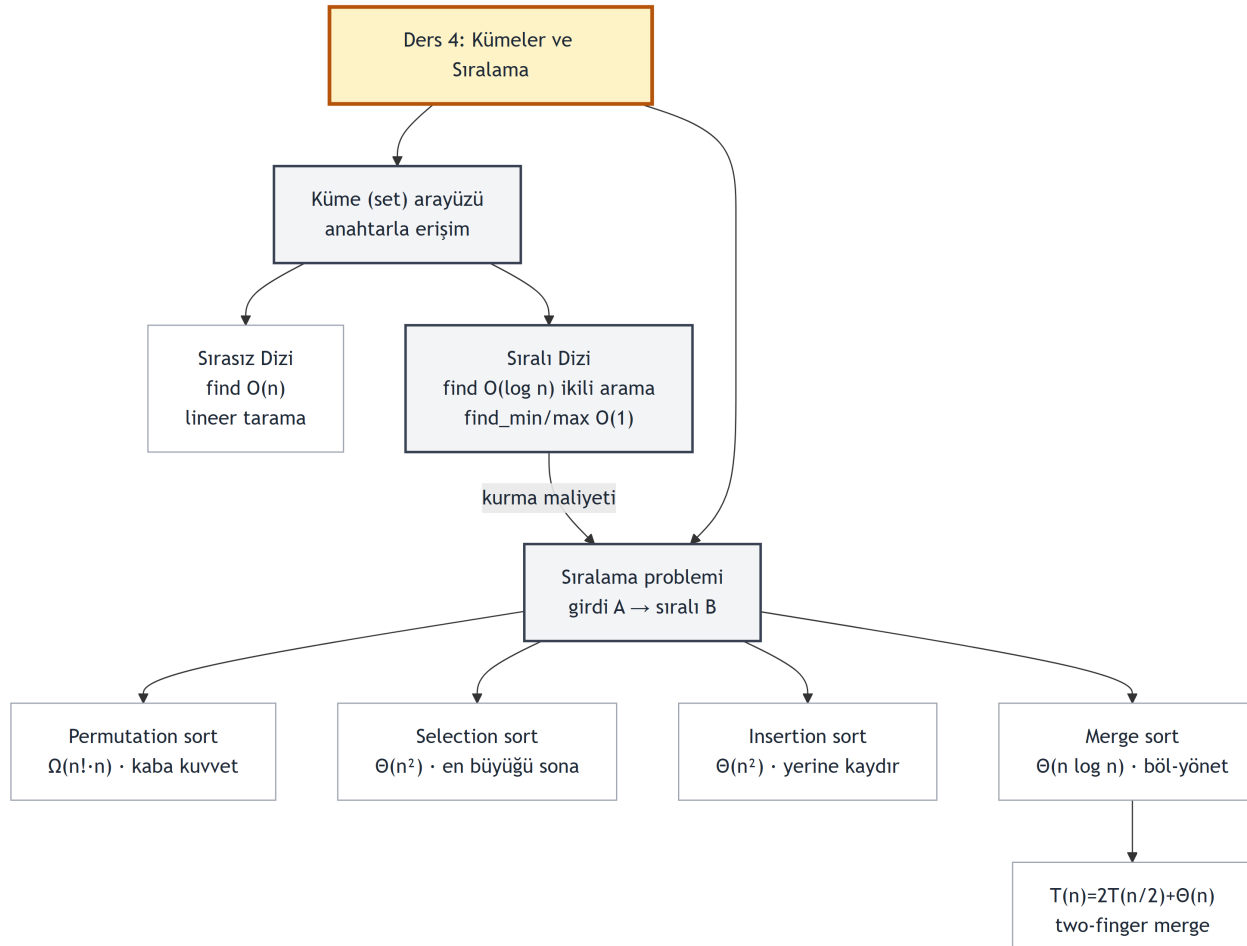 Ders 4: Kümeler ve
Sıralama
Küme (set) arayüzü
anahtarla erişim
Sırasız Dizi
find O(n)
lineer tarama
Sıralı Dizi
find O(log n) ikili arama
find_min/max O(1)
kurma maliyeti
Sıralama problemi
girdi A → sıralı B
Permutation sort
Ω(n!·n) · kaba kuvvet
Selection sort
Θ(n²) · en büyüğü sona
Insertion sort
Θ(n²) · yerine kaydır
Merge sort
Θ(n log n) · böl-yönet
T(n)=2T(n/2)+Θ(n)
two-finger merge